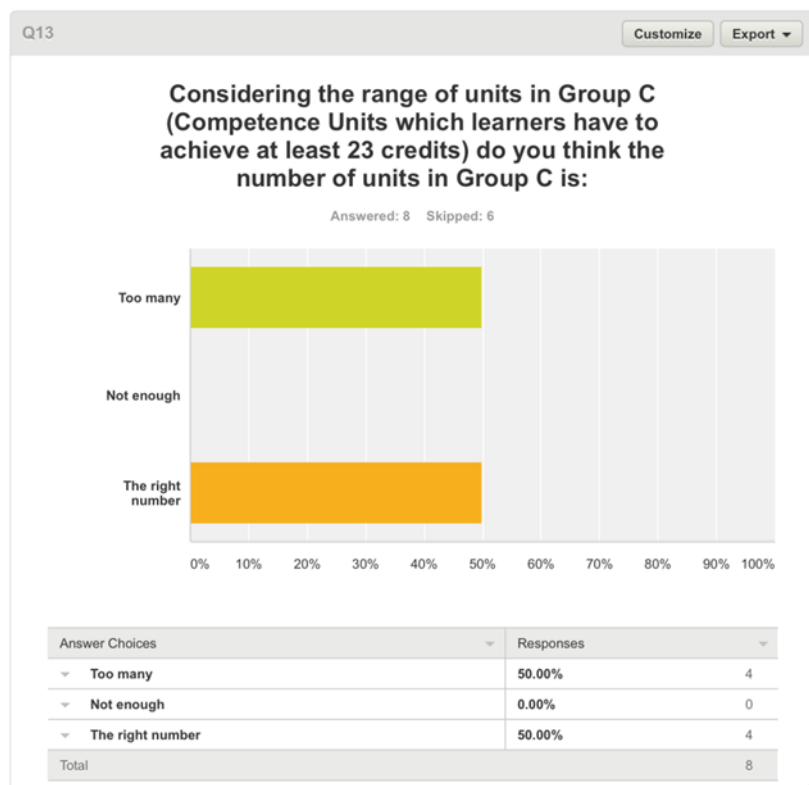 Q13
Customize
Export
Considering the range of units in Group C
(Competence Units which learners have to
achieve at least 23 credits) do you think the
number of units in Group C is:
Answered: 8 Skipped: 6
Too many
Not enough
The right
number
0% 10% 20% 30% 40% 50% 60% 70% 80% 90% 100%
Answer Choices Responses
Too many 50.00% 4
Not enough 0.00% 0
The right number 50.00% 4
Total 8